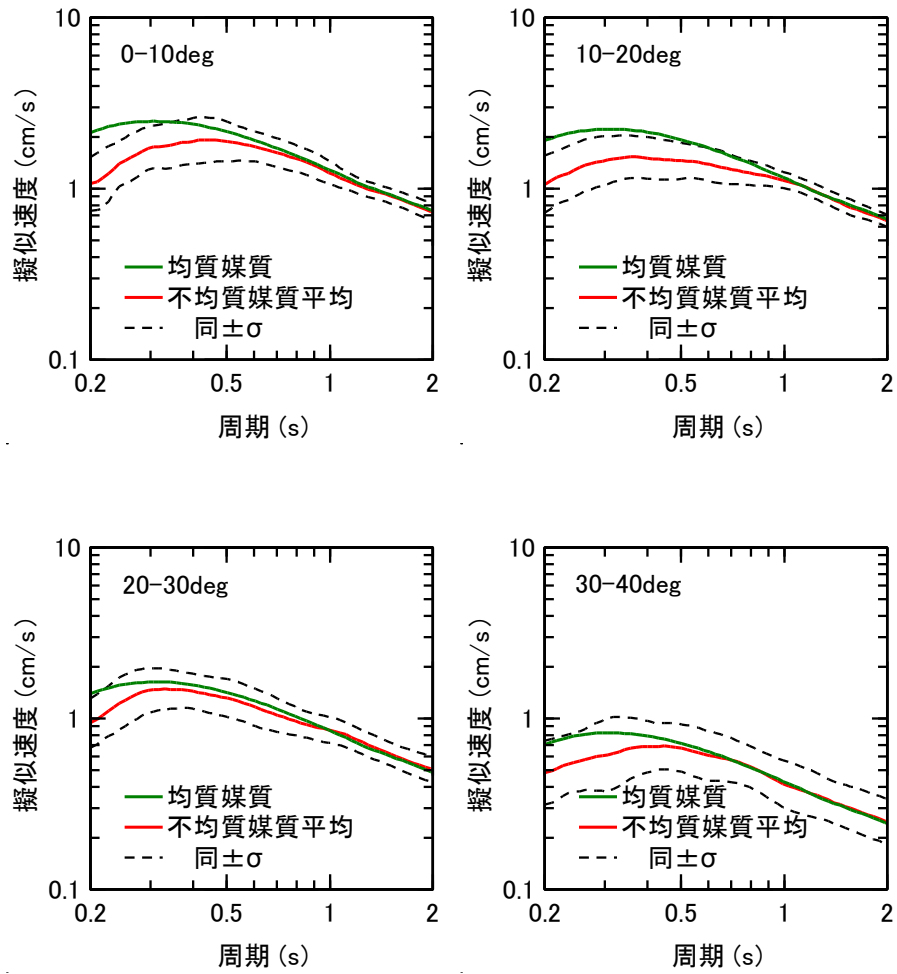 10
0-10deg
擬似速度 (cm/s)
1
均質媒質
不均質媒質平均
同±σ
0.1
0.2
0.5
1
2
周期 (s)
10
10-20deg
擬似速度 (cm/s)
1
均質媒質
不均質媒質平均
同±σ
0.1
0.2
0.5
1
2
周期 (s)
10
20-30deg
擬似速度 (cm/s)
1
均質媒質
不均質媒質平均
同±σ
0.1
0.2
0.5
1
2
周期 (s)
10
30-40deg
擬似速度 (cm/s)
1
均質媒質
不均質媒質平均
同±σ
0.1
0.2
0.5
1
2
周期 (s)